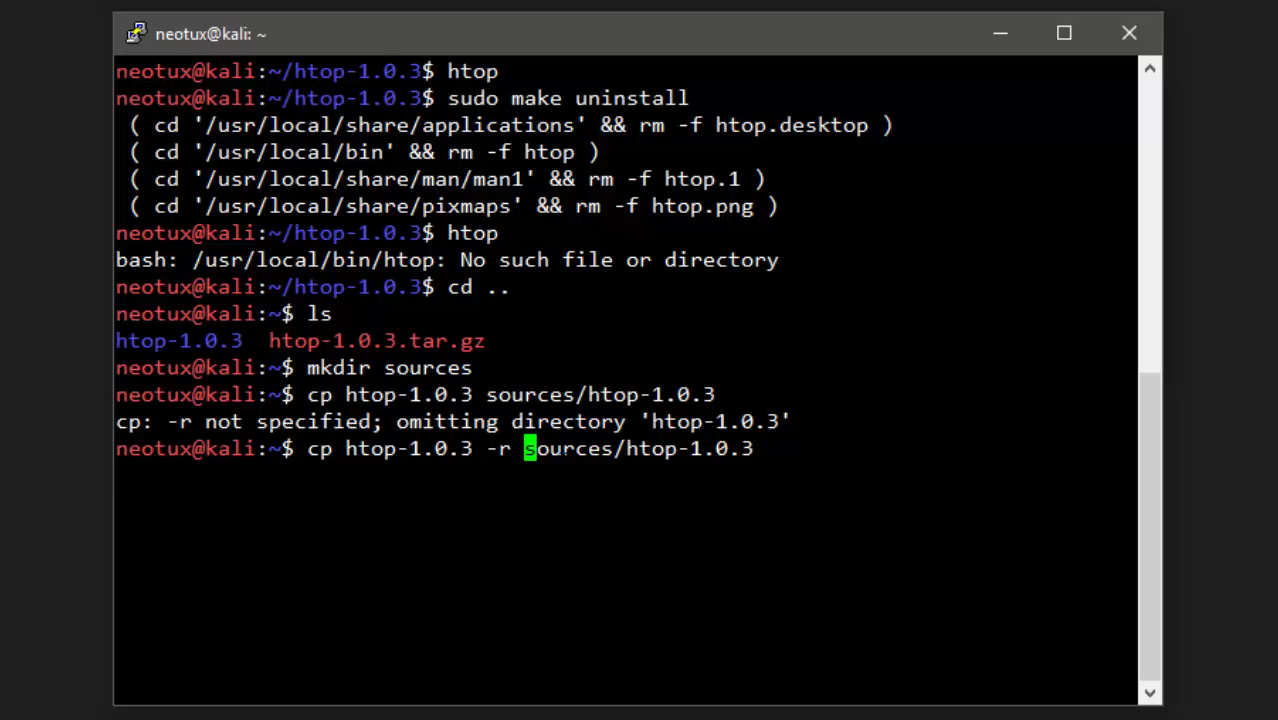 neotux@kali: ~
neotux@kali:~/htop-1.0.3$ htop
neotux@kali:~/htop-1.0.3$ sudo make uninstall
 ( cd '/usr/local/share/applications' && rm -f htop.desktop )
 ( cd '/usr/local/bin' && rm -f htop )
 ( cd '/usr/local/share/man/man1' && rm -f htop.1 )
 ( cd '/usr/local/share/pixmaps' && rm -f htop.png )
neotux@kali:~/htop-1.0.3$ htop
bash: /usr/local/bin/htop: No such file or directory
neotux@kali:~/htop-1.0.3$ cd ..
neotux@kali:~$ ls
htop-1.0.3  htop-1.0.3.tar.gz
neotux@kali:~$ mkdir sources
neotux@kali:~$ cp htop-1.0.3 sources/htop-1.0.3
cp: -r not specified; omitting directory 'htop-1.0.3'
neotux@kali:~$ cp htop-1.0.3 -r sources/htop-1.0.3